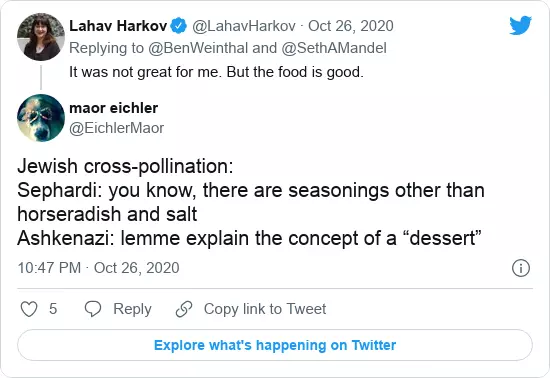 Lahav Harkov @LahavHarkov · Oct 26, 2020
Replying to @BenWeinthal and @SethAMandel
It was not great for me. But the food is good.
maor eichler
@EichlerMaor
Jewish cross-pollination:
Sephardi: you know, there are seasonings other than
horseradish and salt
Ashkenazi: lemme explain the concept of a “dessert”
10:47 PM · Oct 26, 2020
5 Reply Copy link to Tweet
Explore what's happening on Twitter